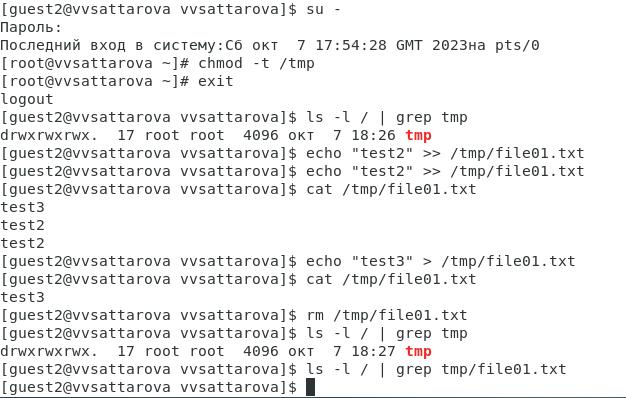 [guest2@vvsattarova vvsattarova]$ su -
Пароль:
Последний вход в систему:Сб окт  7 17:54:28 GMT 2023на pts/0
[root@vvsattarova ~]# chmod -t /tmp
[root@vvsattarova ~]# exit
logout
[guest2@vvsattarova vvsattarova]$ ls -l / | grep tmp
drwxrwxrwx.  17 root root  4096 окт  7 18:26 tmp
[guest2@vvsattarova vvsattarova]$ echo "test2" >> /tmp/file01.txt
[guest2@vvsattarova vvsattarova]$ echo "test2" >> /tmp/file01.txt
[guest2@vvsattarova vvsattarova]$ cat /tmp/file01.txt
test3
test2
test2
[guest2@vvsattarova vvsattarova]$ echo "test3" > /tmp/file01.txt
[guest2@vvsattarova vvsattarova]$ cat /tmp/file01.txt
test3
[guest2@vvsattarova vvsattarova]$ rm /tmp/file01.txt
[guest2@vvsattarova vvsattarova]$ ls -l / | grep tmp
drwxrwxrwx.  17 root root  4096 окт  7 18:27 tmp
[guest2@vvsattarova vvsattarova]$ ls -l / | grep tmp/file01.txt
[guest2@vvsattarova vvsattarova]$